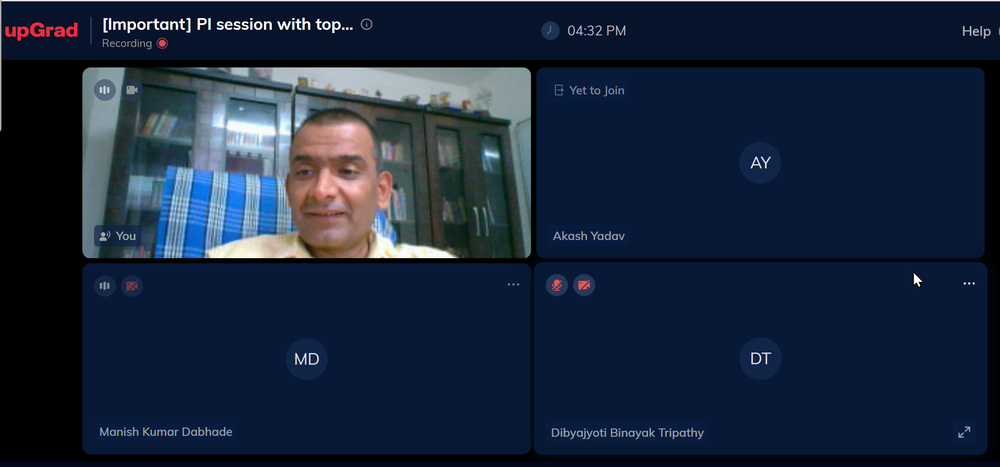 upGrad
[Important] PI session with top...
Recording
04:32 PM
Help
You
Yet to Join
AY
Akash Yadav
MD
Manish Kumar Dabhade
DT
Dibyajyoti Binayak Tripathy